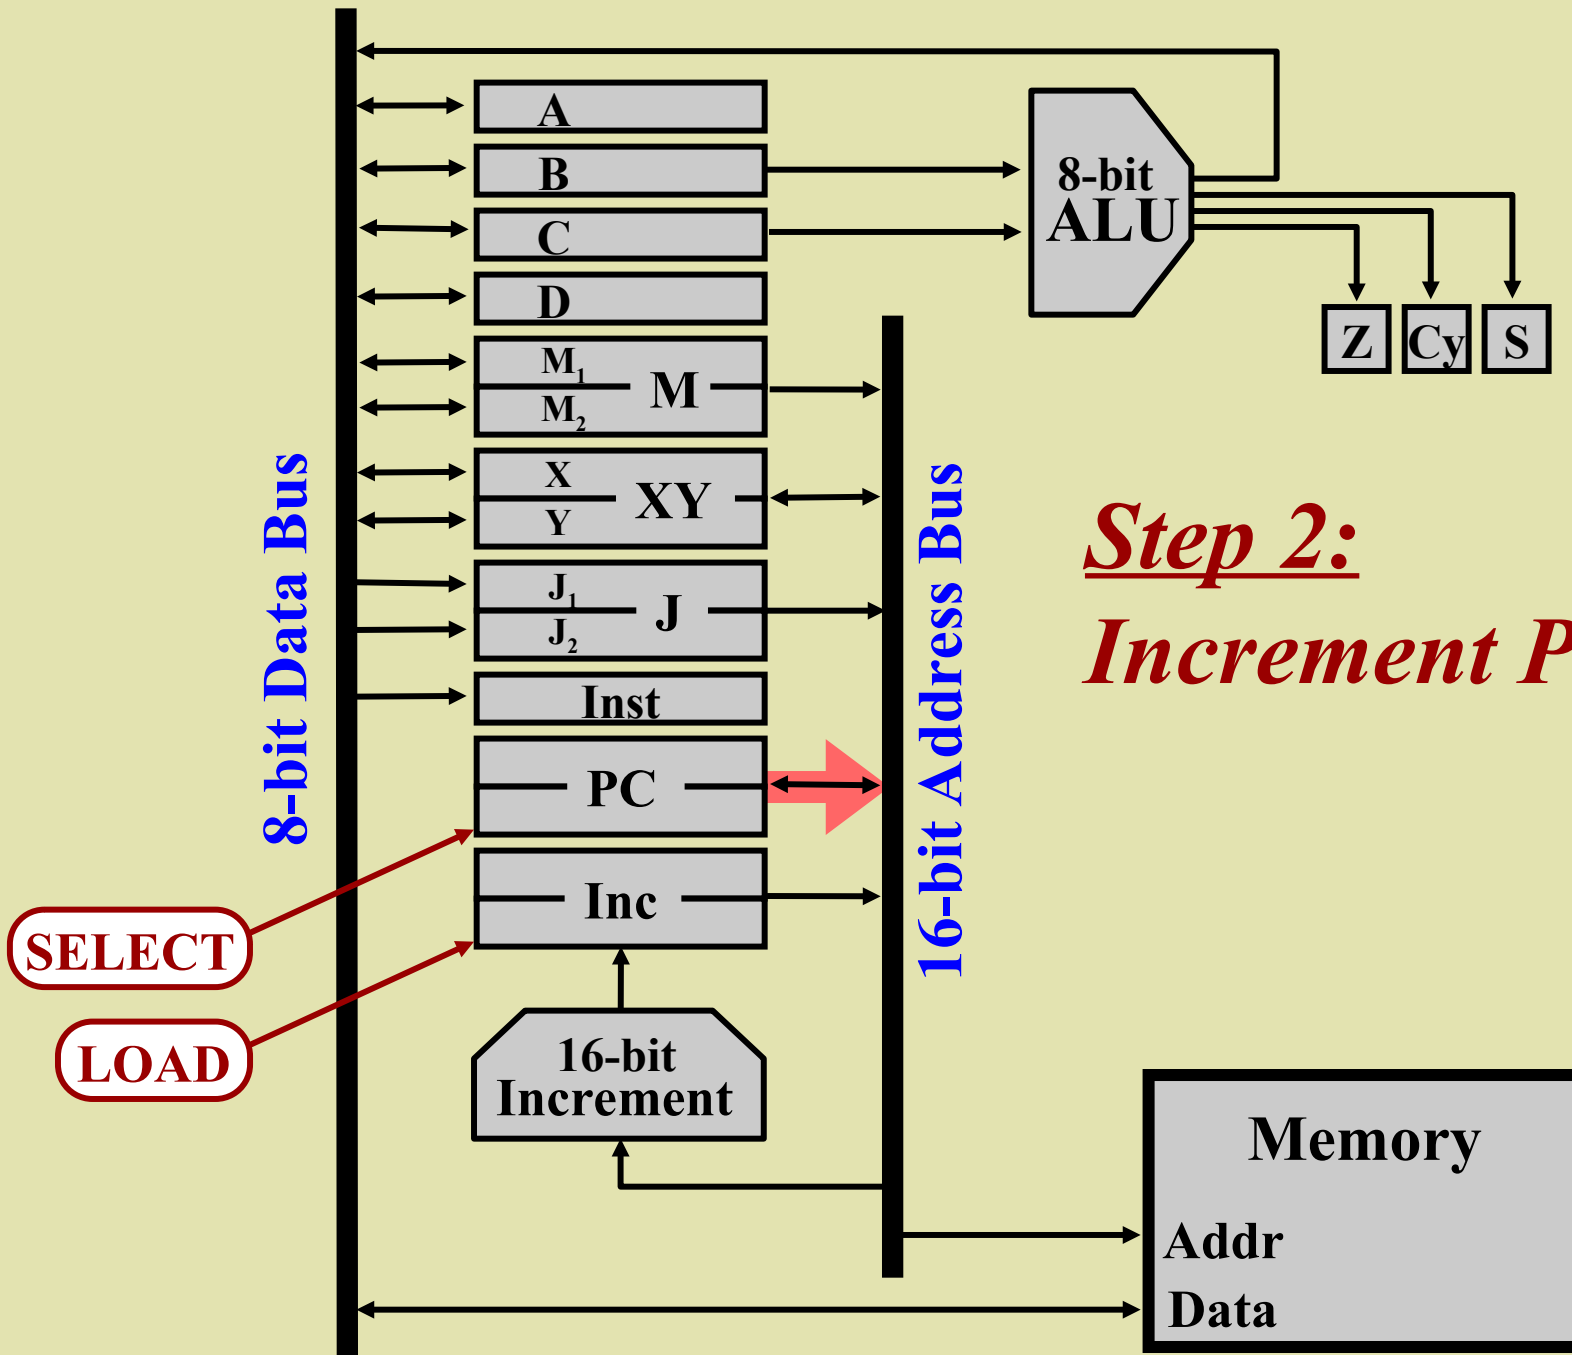 A
B
C
D
M₁
M
M₂
X
XY
Y
J₁
J
J₂
Inst
PC
Inc
16-bit
Increment
8-bit
ALU
Z
Cy
S
8-bit Data Bus
16-bit Address Bus
Step 2:
Increment P
SELECT
LOAD
Memory
Addr
Data